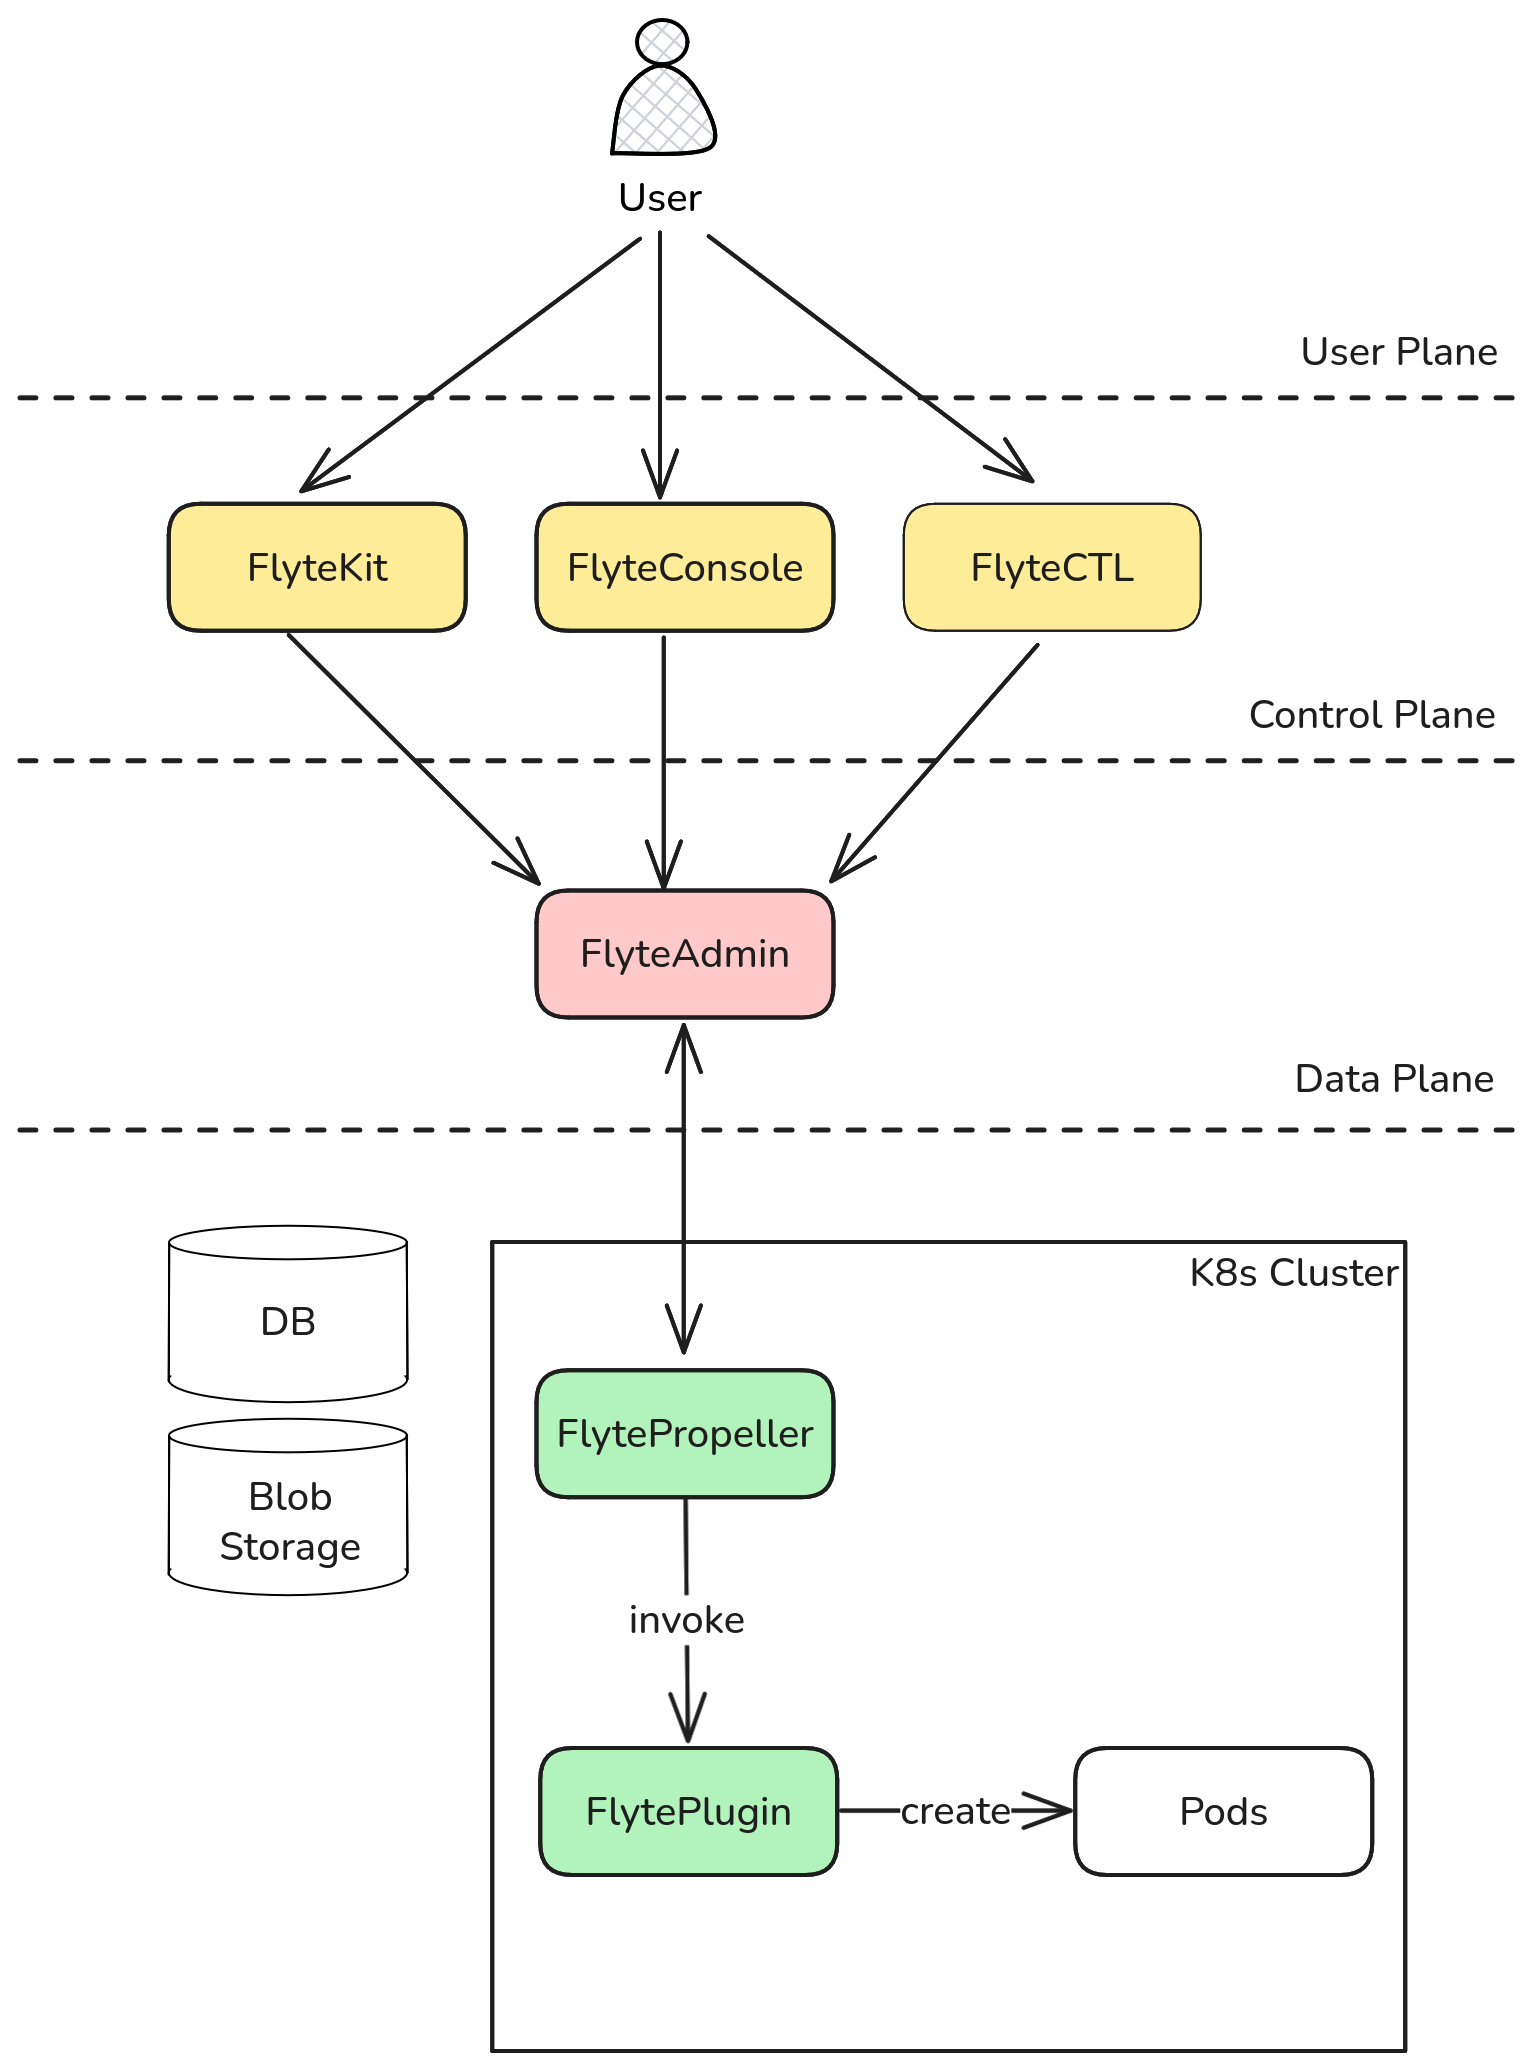 User
User Plane
FlyteKit
FlyteConsole
FlyteCTL
Control Plane
FlyteAdmin
Data Plane
K8s Cluster
DB
FlytePropeller
Blob
Storage
invoke
FlytePlugin
create
Pods